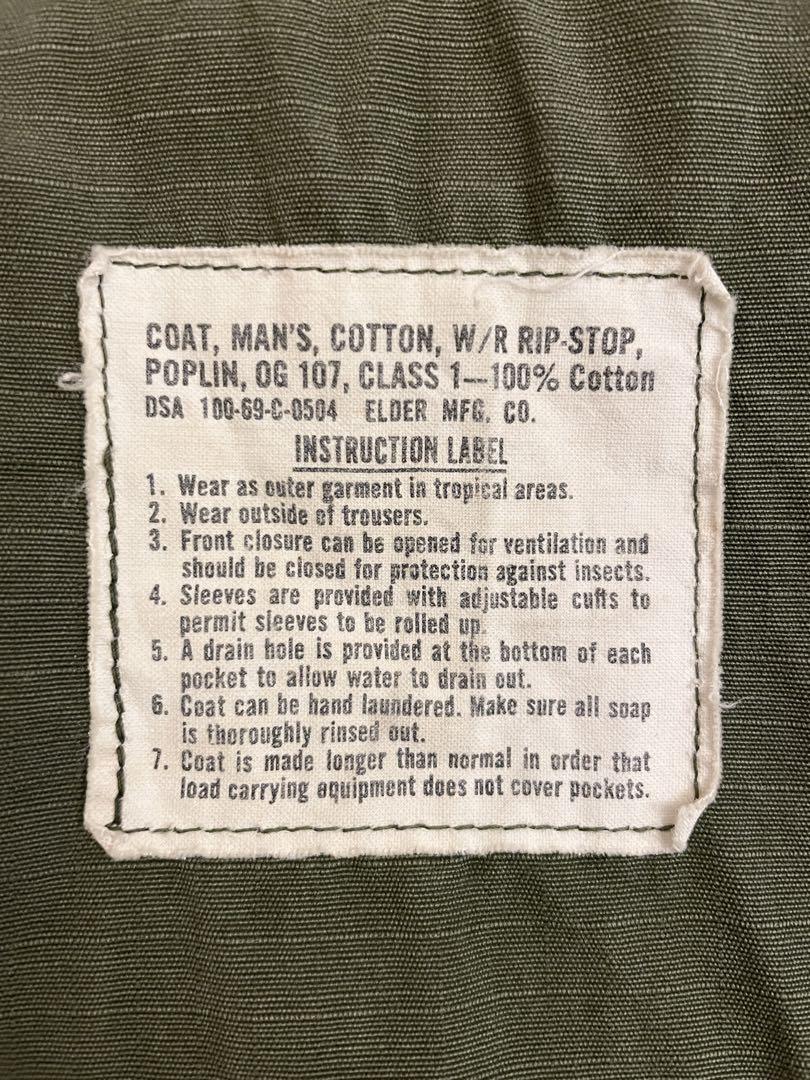 COAT, MAN'S, COTTON, W/R RIP-STOP,
POPLIN, OG 107, CLASS 1—100% Cotton
DSA 100-69-C-0504 ELDER MFG. CO.
INSTRUCTION LABEL
1. Wear as outer garment in tropical areas.
2. Wear outside of trousers.
3. Front closure can be opened for ventilation and
should be closed for protection against insects.
4. Sleeves are provided with adjustable cuffs to
permit sleeves to be rolled up.
5. A drain hole is provided at the bottom of each
pocket to allow water to drain out.
6. Coat can be hand laundered. Make sure all soap
is thoroughly rinsed out.
7. Coat is made longer than normal in order that
load carrying equipment does not cover pockets.